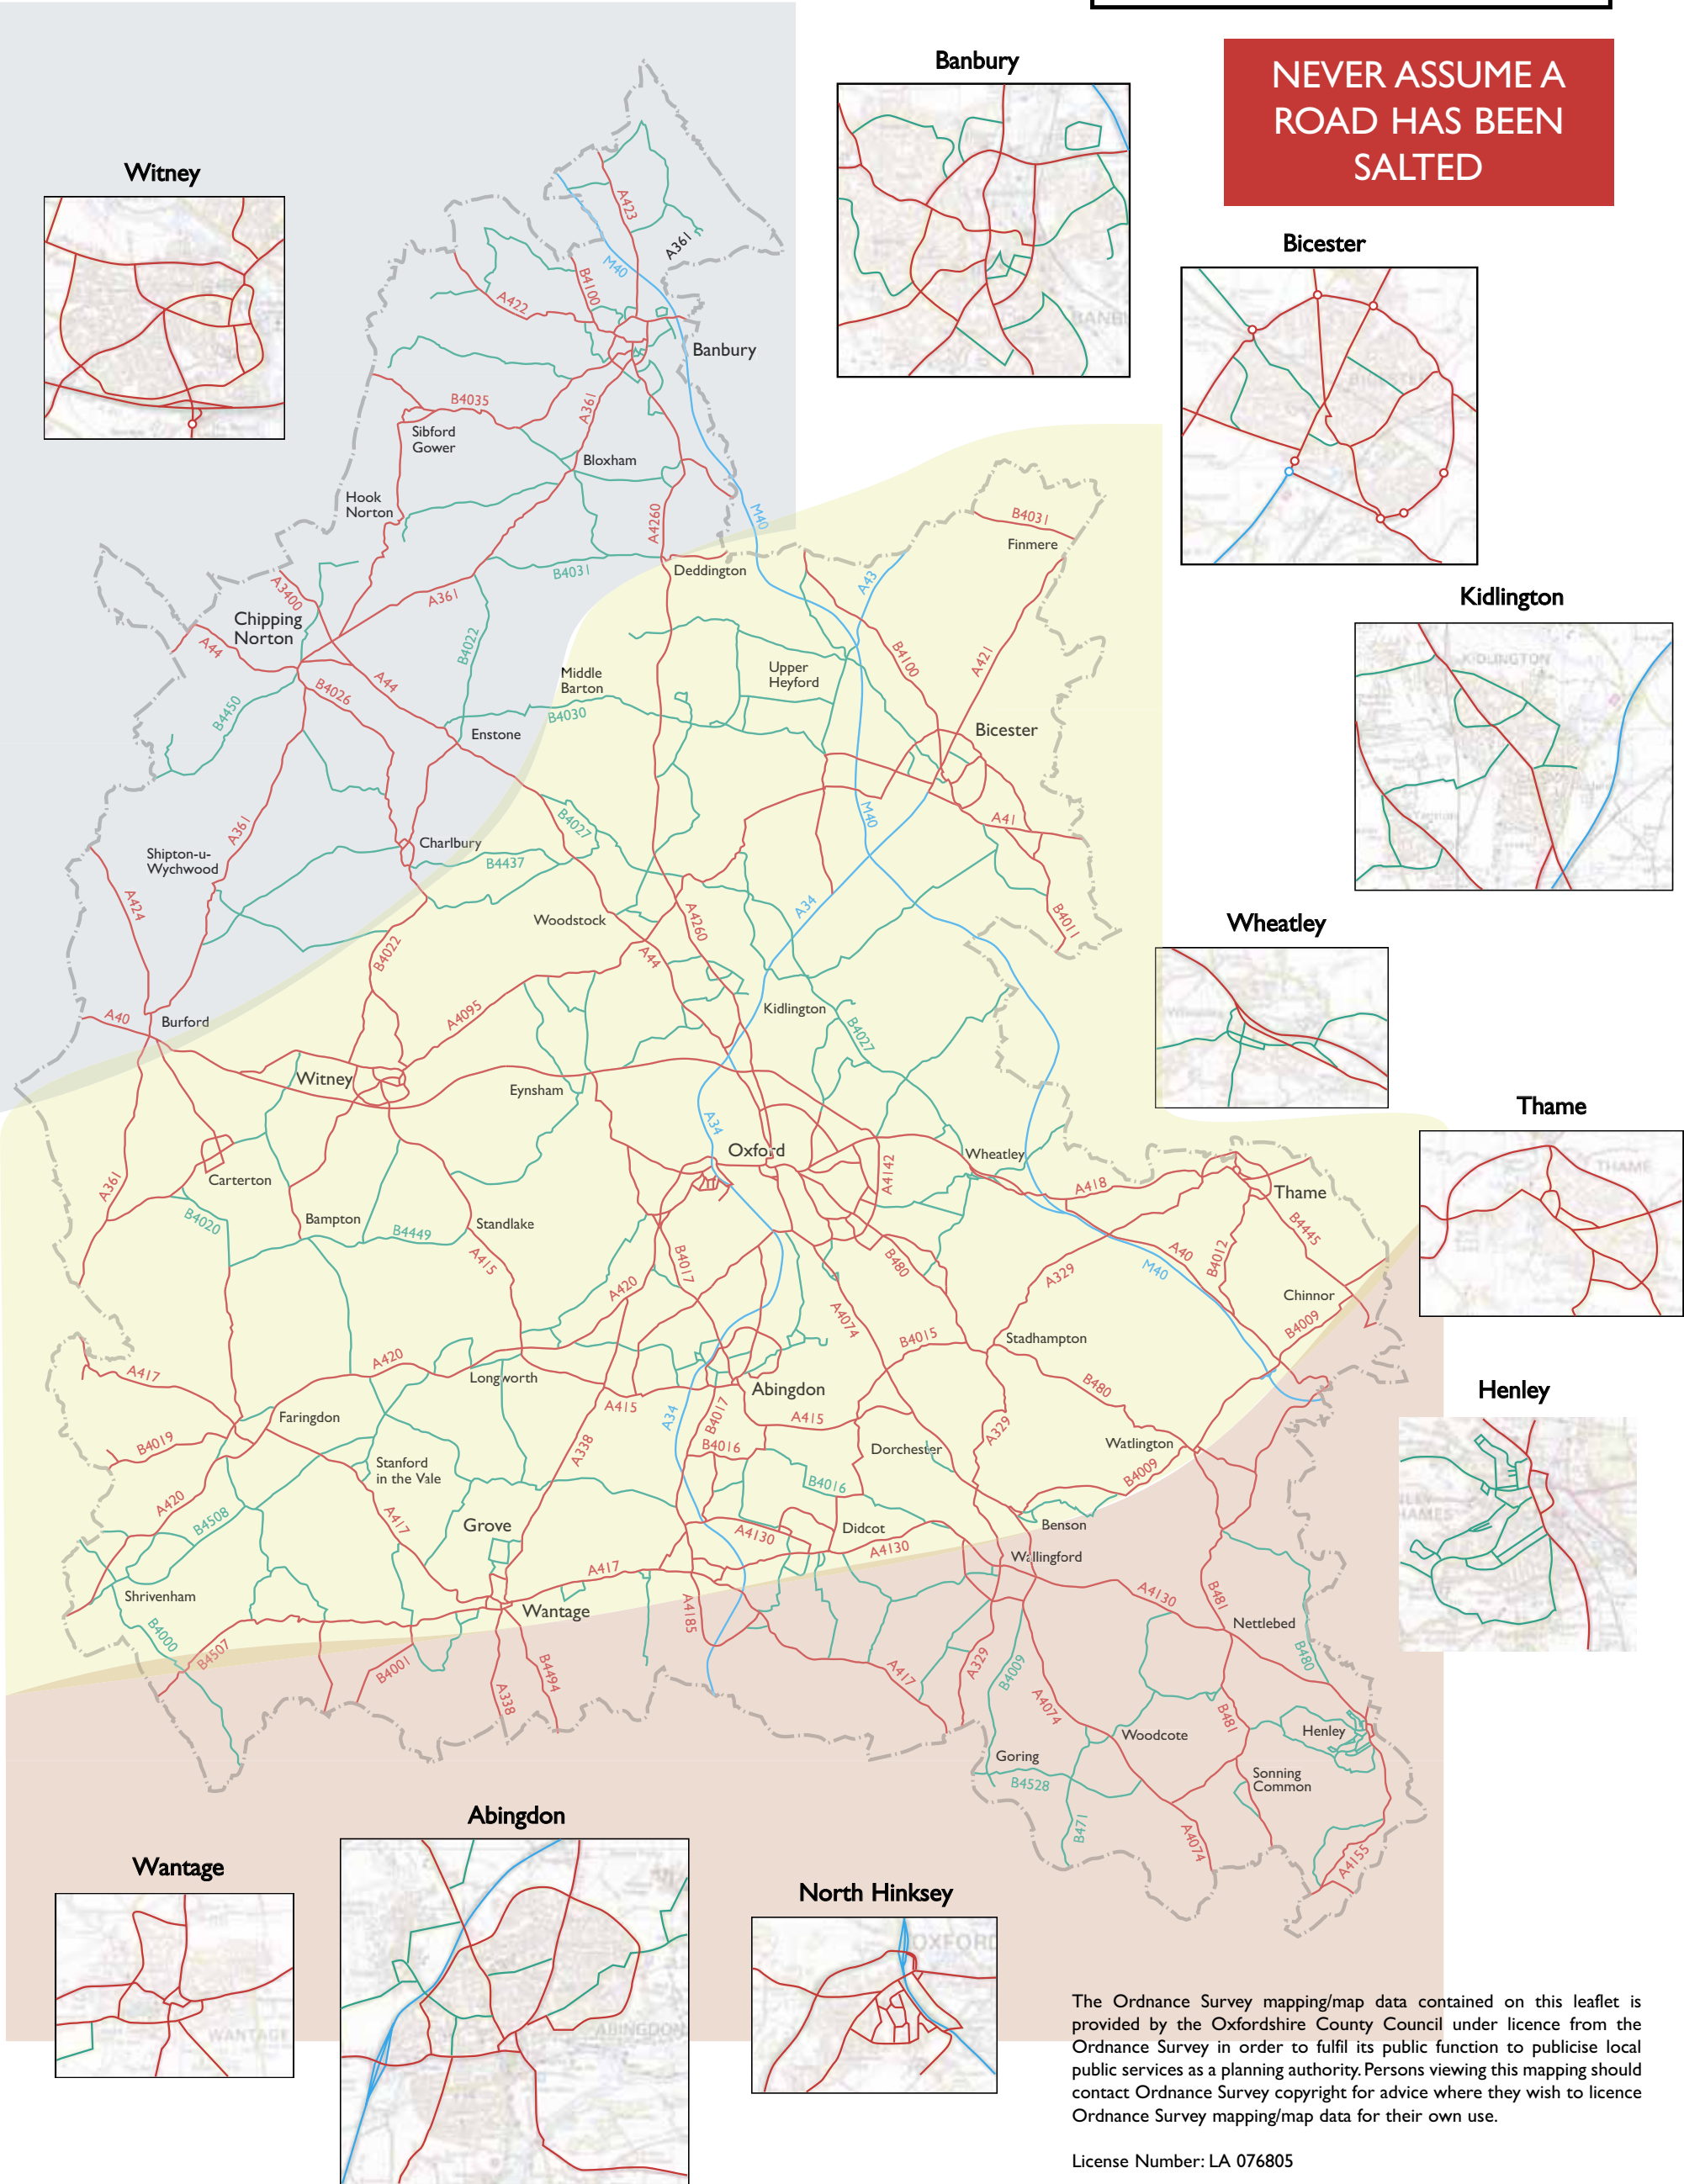 Banbury
NEVER ASSUME A
ROAD HAS BEEN
SALTED
Witney
Bicester
Kidlington
Wheatley
Thame
Henley
Wantage
Abingdon
North Hinksey
BICESTER
KIDLINGTON
THAME
WANTAGE
ABINGDON
OXFORD
A423
A361
M40
B4100
A422
Banbury
B4035
A361
Sibford
Gower
Bloxham
Hook
Norton
A4260
M40
B4031
Finmere
B4031
Deddington
A43
A3400
A361
Chipping
Norton
A44
B4022
A44
B4026
B4450
Middle
Barton
Upper
Heyford
B4100
A421
B4030
Enstone
Bicester
B4027
M40
A41
A361
Charlbury
B4437
Shipton-u-
Wychwood
A424
Woodstock
A4260
A34
B4011
B4022
A44
A40
Burford
A4095
Kidlington
B4027
Witney
Eynsham
A34
Oxford
Wheatley
A4142
A418
Thame
A361
Carterton
B4020
Bampton
B4449
Standlake
A415
B4017
B480
A40
B4012
B4445
M40
A329
A420
Chinnor
A4074
B4009
B4015
Stadhampton
A417
A420
Longworth
Abingdon
B480
A415
A34
B4017
A415
A329
Faringdon
B4019
A338
B4016
Dorchester
Watlington
Stanford
in the Vale
B4009
B4016
A420
B4508
A417
Grove
A4130
Didcot
Benson
A4130
Wallingford
A417
Shrivenham
Wantage
A4185
A4130
B481
Nettlebed
B4000
B4507
B4001
A338
B4494
A417
A329
B4009
B480
A4074
Woodcote
B481
Henley
Goring
B4528
Sonning
Common
B471
A4074
A4155
The Ordnance Survey mapping/map data contained on this leaflet is
provided by the Oxfordshire County Council under licence from the
Ordnance Survey in order to fulfil its public function to publicise local
public services as a planning authority. Persons viewing this mapping should
contact Ordnance Survey copyright for advice where they wish to licence
Ordnance Survey mapping/map data for their own use.
License Number: LA 076805